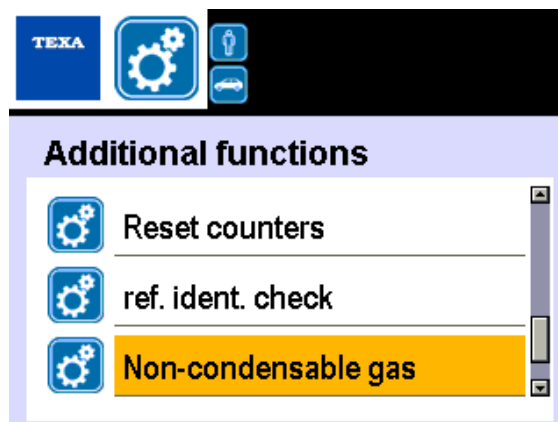 TEXA
Additional functions
Reset counters
ref. ident. check
Non-condensable gas